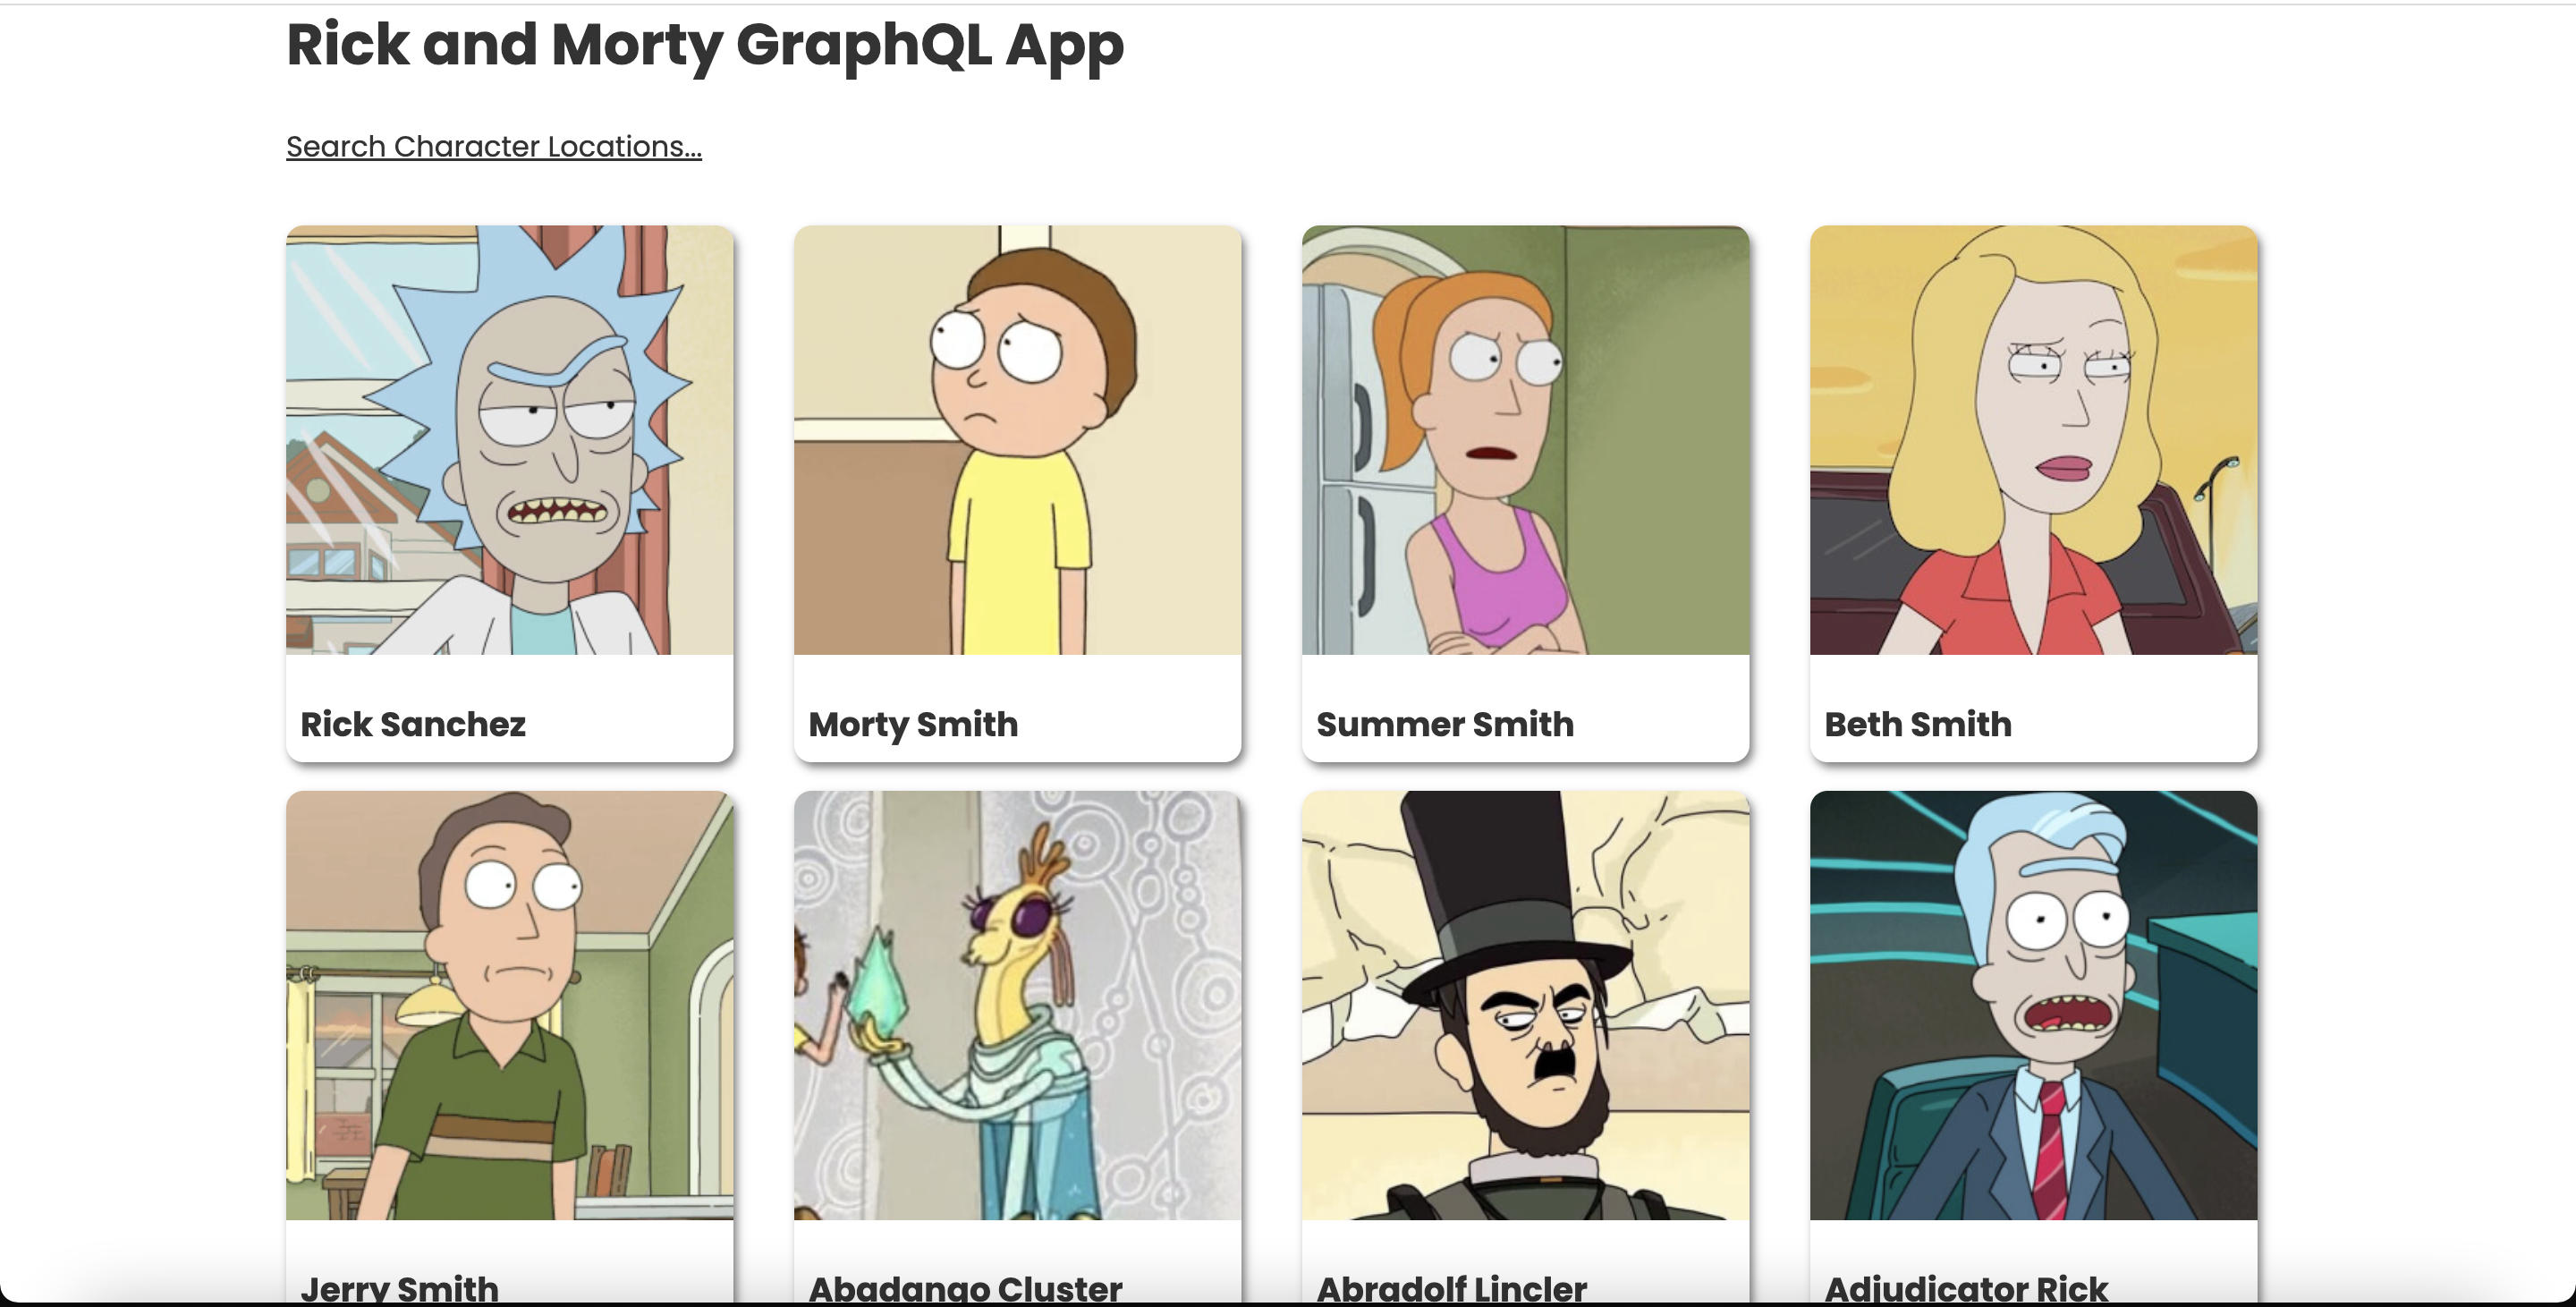 Rick and Morty GraphQL App
Search Character Locations...
Rick Sanchez
Morty Smith
Summer Smith
Beth Smith
Jerry Smith
Abadango Cluster
Abradolf Lincler
Adjudicator Rick